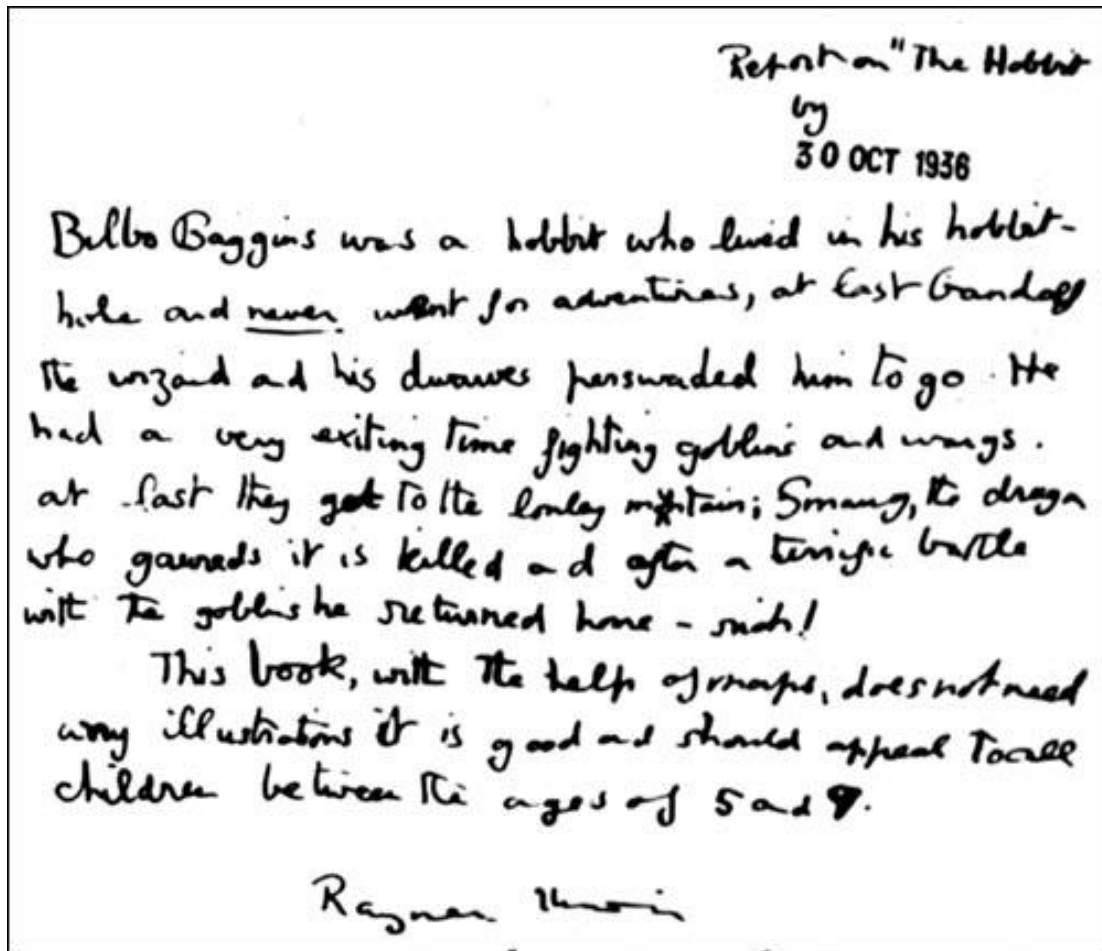 Report on "The Hobbit
by
30 OCT 1936
Bilbo Baggins was a hobbit who lived in his hobbit-
hole and never went for adventures, at last Gandalf
the wizard and his dwarves perswaded him to go. He
had a very exiting time fighting goblins and wargs.
at last they got to the lonley mountain; Smaug, the dragon
who gawreds it is killed and after a terrific battle
with the goblins he returned home - rich!
This book, with the help of maps, does not need
any illustrations it is good and should appeal to all
children between the ages of 5 and 9.
Rayner Unwin